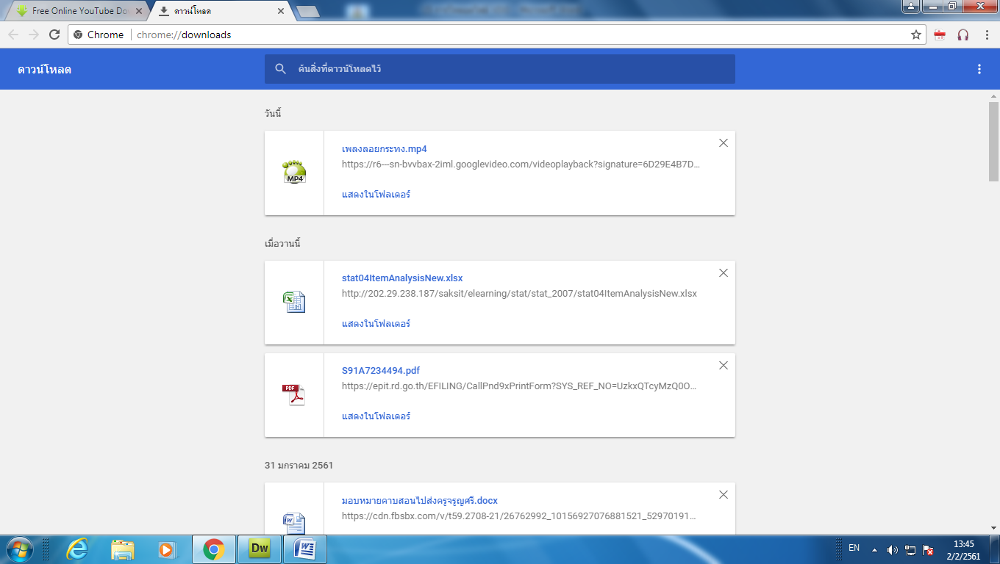 Free Online YouTube Do
ดาวน์โหลด
Chrome
chrome://downloads
ดาวน์โหลด
ค้นสิ่งที่ดาวน์โหลดไว้
วันนี้
MP4
เพลงลอยกระทง.mp4
https://r6---sn-bvvbax-2iml.googlevideo.com/videoplayback?signature=6D29E4B7D...
แสดงในโฟลเดอร์
เมื่อวานนี้
stat04ItemAnalysisNew.xlsx
http://202.29.238.187/saksit/elearning/stat/stat_2007/stat04ItemAnalysisNew.xlsx
แสดงในโฟลเดอร์
PDF
S91A7234494.pdf
https://epit.rd.go.th/EFILING/CallPnd9xPrintForm?SYS_REF_NO=UzkxQTcyMzQ0O...
แสดงในโฟลเดอร์
31 มกราคม 2561
มอบหมายคาบสอนไปส่งครูจรูญศรี.docx
https://cdn.fbsbx.com/v/t59.2708-21/26762992_10156927076881521_52970191...
Dw
EN
13:45
2/2/2561